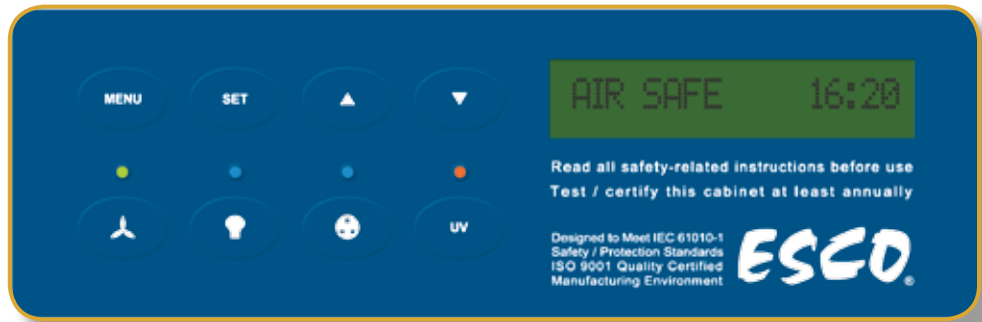 MENU SET ▲ ▼
AIR SAFE 16:20
Read all safety-related instructions before use
Test / certify this cabinet at least annually
UV
Designed to Meet IEC 61010-1
Safety / Protection Standards
ISO 9001 Quality Certified
Manufacturing Environment
ESCO®